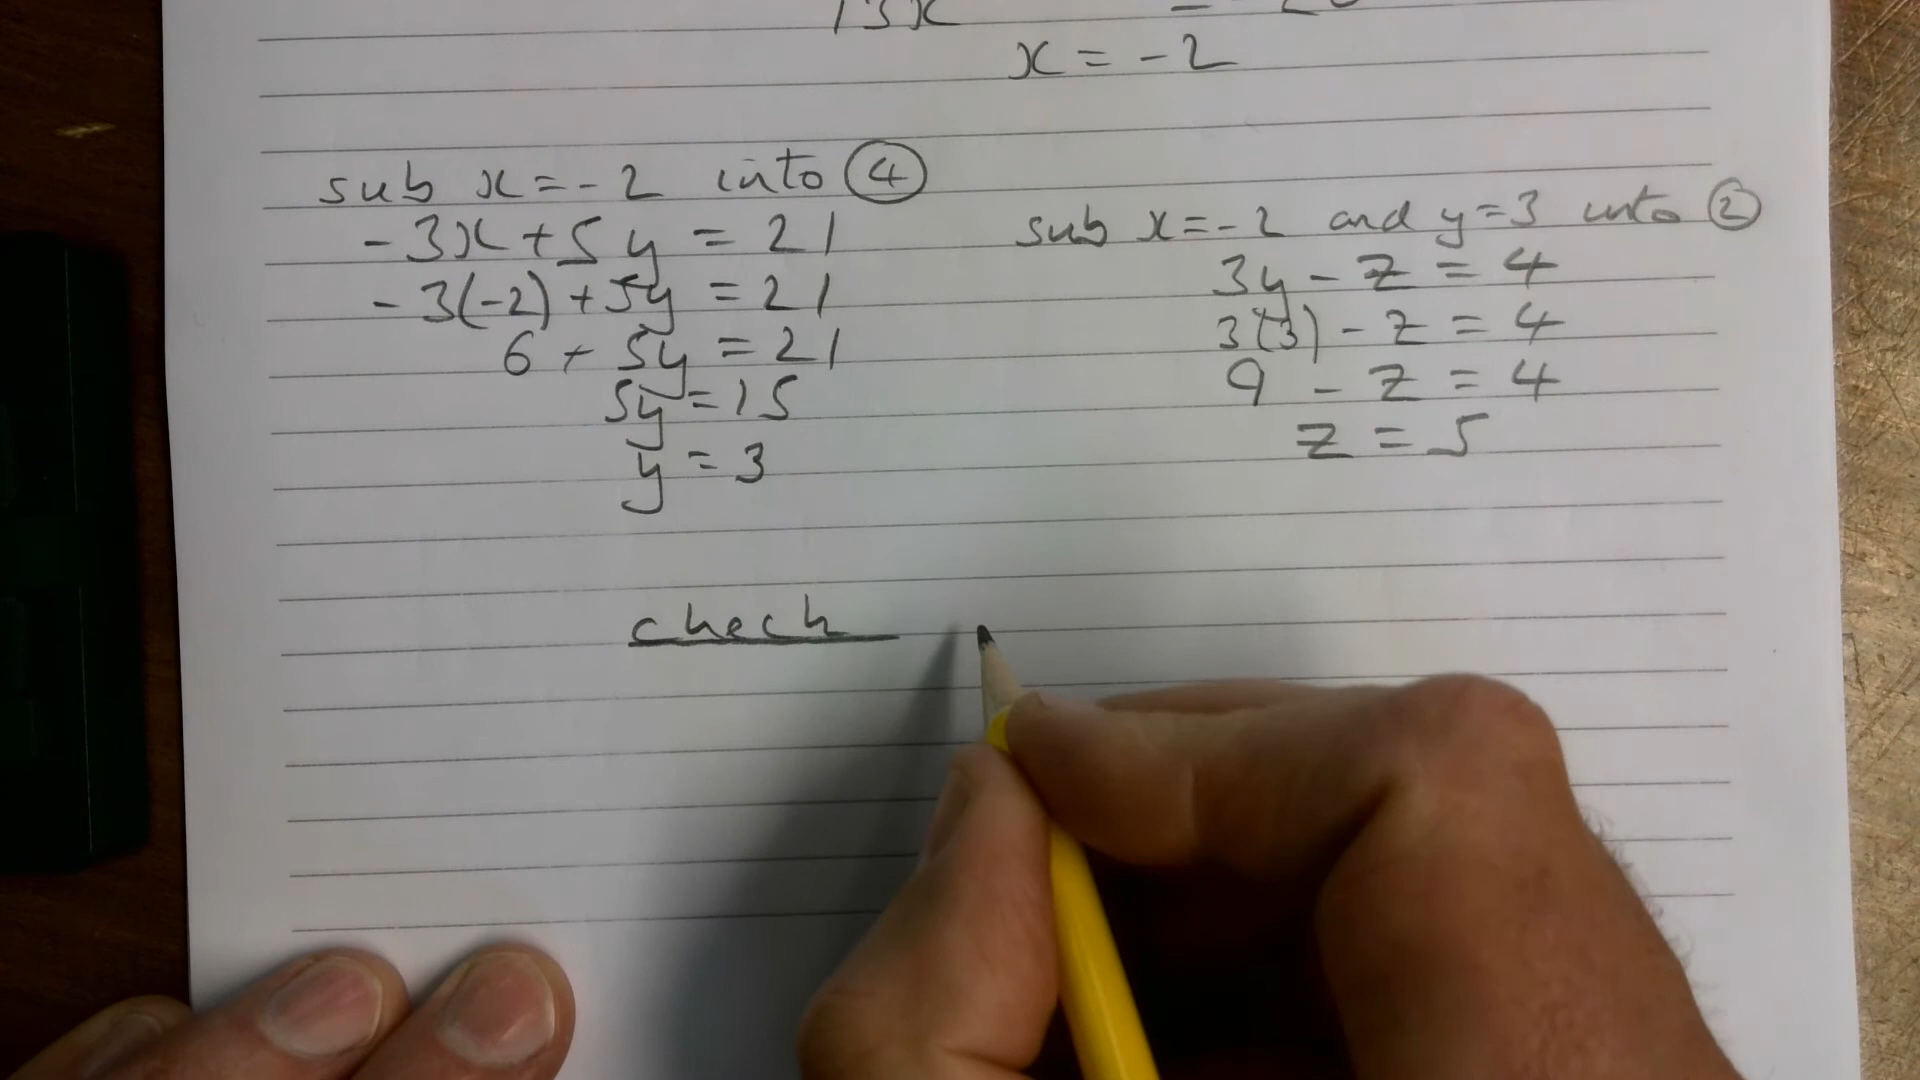 x = -2
sub x = -2 into ④
-3x + 5y = 21
-3(-2) + 5y = 21
6 + 5y = 21
5y = 15
y = 3
sub x = -2 and y = 3 into ②
3y - z = 4
3(3) - z = 4
9 - z = 4
z = 5
check